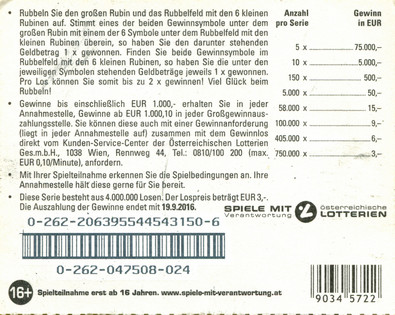 • Rubbeln Sie den großen Rubin und das Rubbelfeld mit den 6 kleinen
Rubinen auf. Stimmt eines der beiden Gewinnsymbole unter dem
großen Rubin mit einem der 6 Symbole unter dem Rubbelfeld mit den
kleinen Rubinen überein, so haben Sie den darunter stehenden
Geldbetrag 1 x gewonnen. Finden Sie beide Gewinnsymbole im
Rubbelfeld mit den 6 kleinen Rubinen, so haben Sie die unter den
jeweiligen Symbolen stehenden Geldbeträge jeweils 1 x gewonnen.
Pro Los können Sie somit bis zu 2 x gewinnen! Viel Glück beim
Rubbeln!
• Gewinne bis einschließlich EUR 1.000,- erhalten Sie in jeder
Annahmestelle, Gewinne ab EUR 1.000,10 in jeder Großgewinnaus-
zahlungsstelle. Sie können diese auch mit einer Gewinnanforderung
(liegt in jeder Annahmestelle auf) zusammen mit dem Gewinnlos
direkt vom Kunden-Service-Center der Österreichischen Lotterien
Ges.m.b.H., 1038 Wien, Rennweg 44, Tel.: 0810/100 200 (max.
EUR 0,10/Minute), anfordern.
• Mit Ihrer Spielteilnahme erkennen Sie die Spielbedingungen an. Ihre
Annahmestelle hält diese gerne für Sie bereit.
• Diese Serie besteht aus 4.000.000 Losen. Der Lospreis beträgt EUR 3,-.
Die Auszahlung der Gewinne endet mit 19.9.2016.
Anzahl Gewinn
pro Serie in EUR
5 x 75.000,-
10 x 5.000,-
150 x 500,-
5.000 x 50,-
58.000 x 15,-
100.000 x 9,-
405.000 x 6,-
750.000 x 3,-
SPIELE MIT
Verantwortung
österreichische
LOTTERIEN
0-262-206395544543150-6
0-262-047508-024
16+
Spielteilnahme erst ab 16 Jahren. www.spiele-mit-verantwortung.at
9034 5722